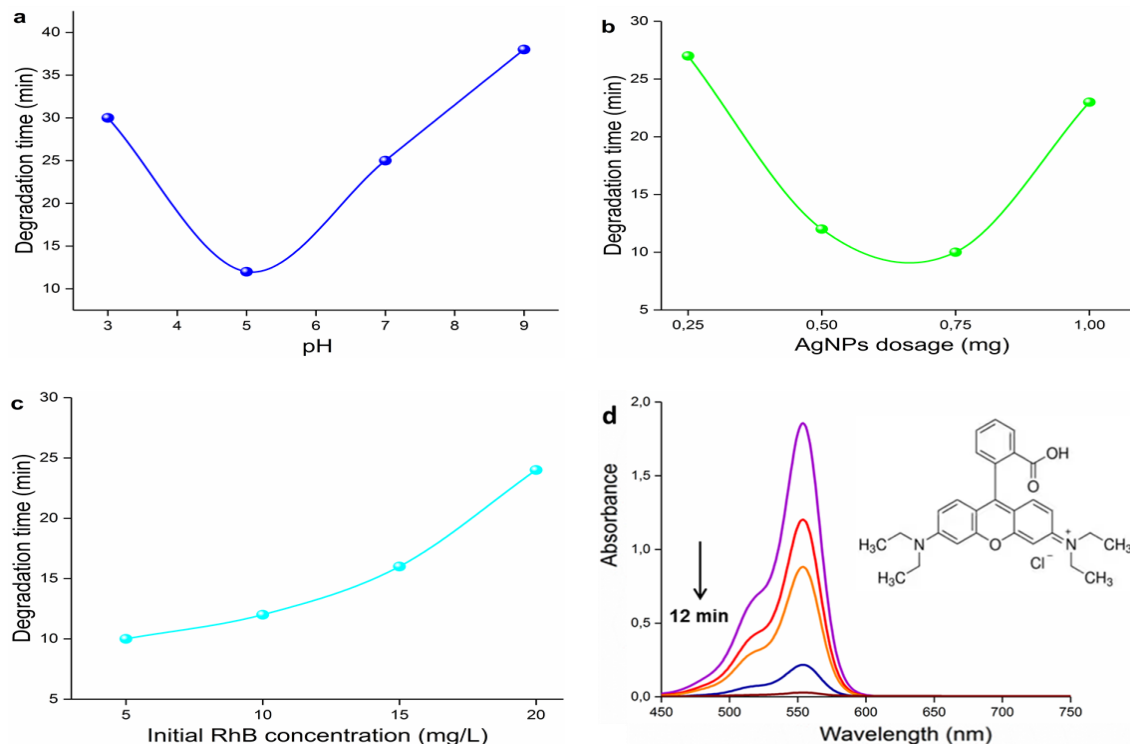 a
Degradation time (min)
40
35
30
25
20
15
10
3 4 5 6 7 8 9
pH
b
Degradation time (min)
30
25
20
15
10
5
0,25 0,50 0,75 1,00
AgNPs dosage (mg)
c
Degradation time (min)
30
25
20
15
10
5
5 10 15 20
Initial RhB concentration (mg/L)
d
Absorbance
2,0
1,5
1,0
0,5
0,0
12 min
OH
O
H3C N O N+ CH3
Cl−
CH3 H3C
450 500 550 600 650 700 750
Wavelength (nm)